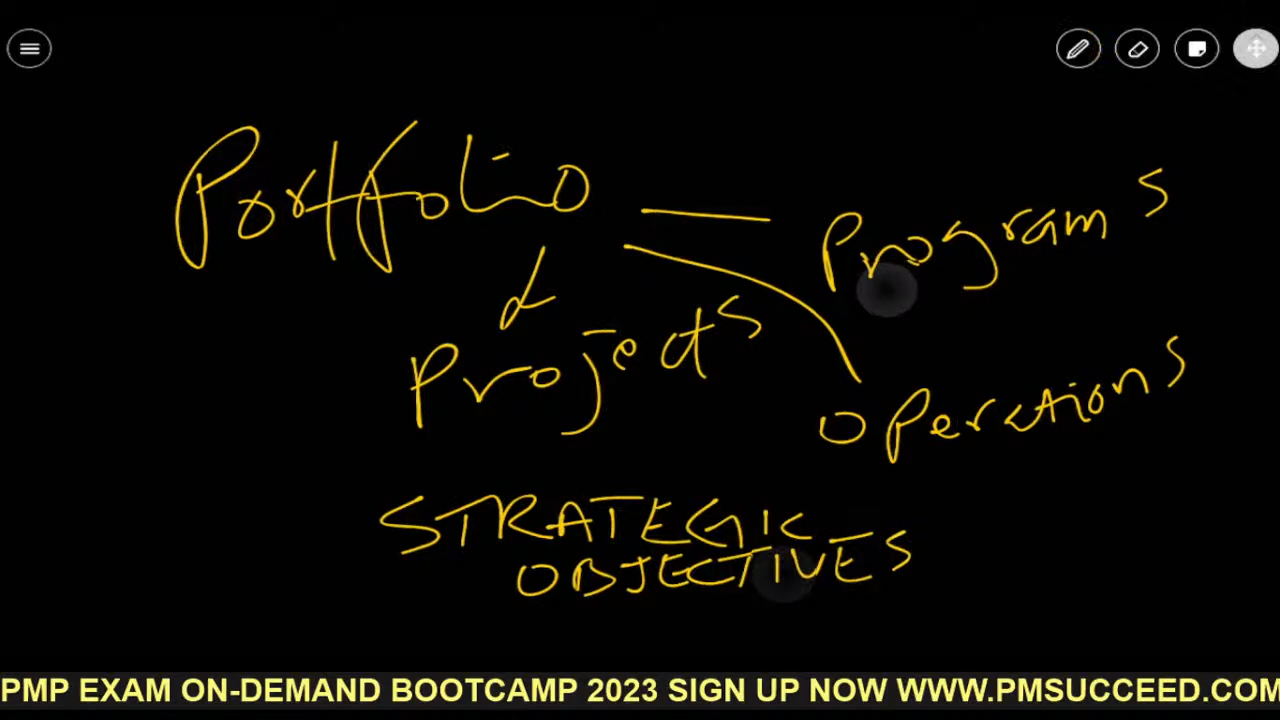 Portfolio
Programs
Projects
Operations
STRATEGIC
OBJECTIVES
PMP EXAM ON-DEMAND BOOTCAMP 2023 SIGN UP NOW WWW.PMSUCCEED.COM